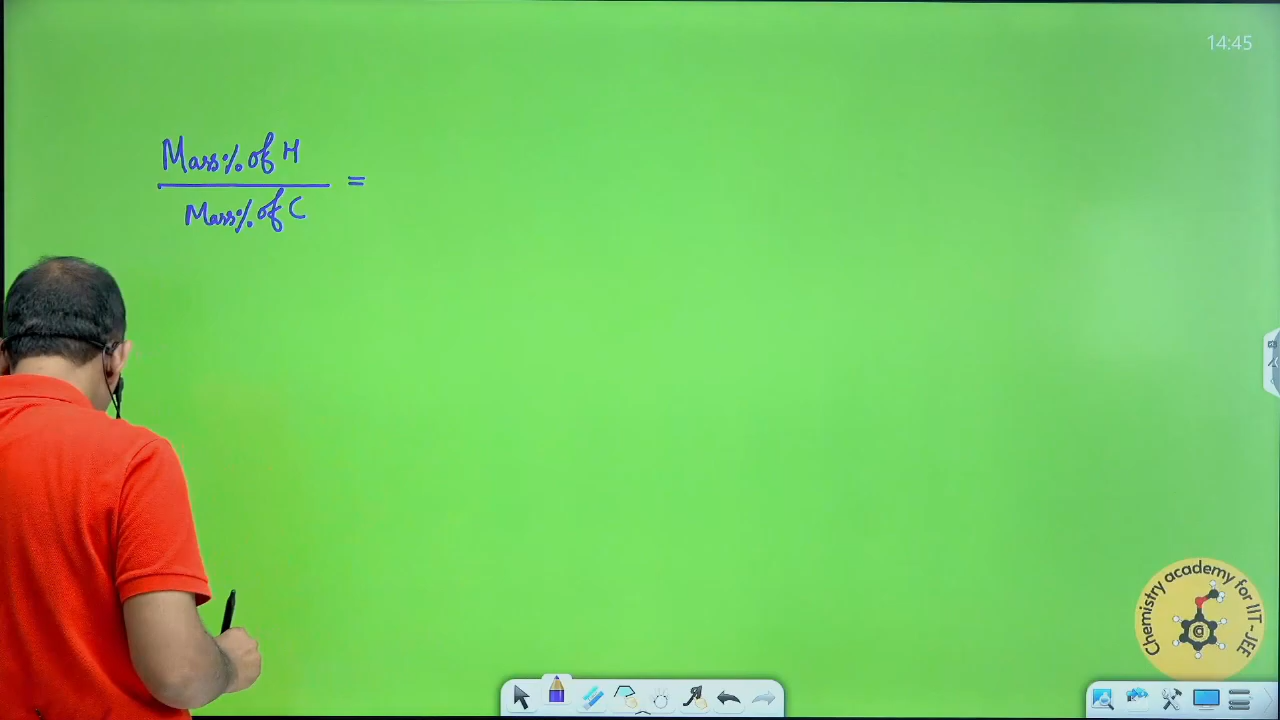 14:45
Mass% of H
=
Mass% of C
Chemistry academy for IIT-JEE